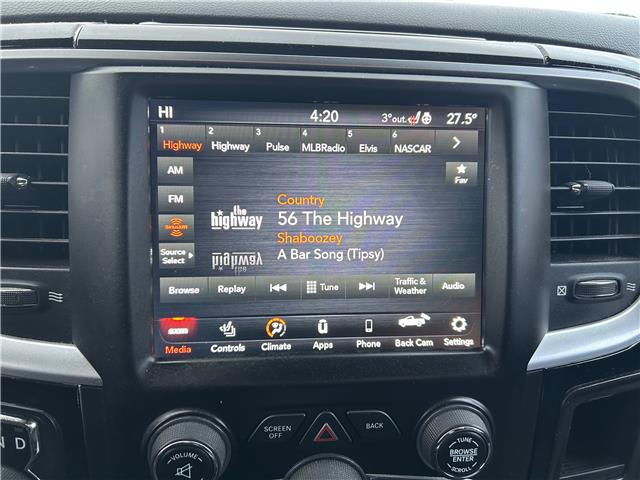 HI 4:20 3° out. 27.5°
1 2 3 4 5 6
Highway Highway Pulse MLBRadio Elvis NASCAR
AM
Fav
FM
Country
the highway
56 The Highway
SiriusXM
Shaboozey
A Bar Song (Tipsy)
Source Select
Browse Replay Tune Traffic & Weather Audio
sxm
Media Controls Climate Apps Phone Back Cam Settings
SCREEN OFF
BACK
VOLUME
TUNE
BROWSE
ENTER
SCROLL
N D